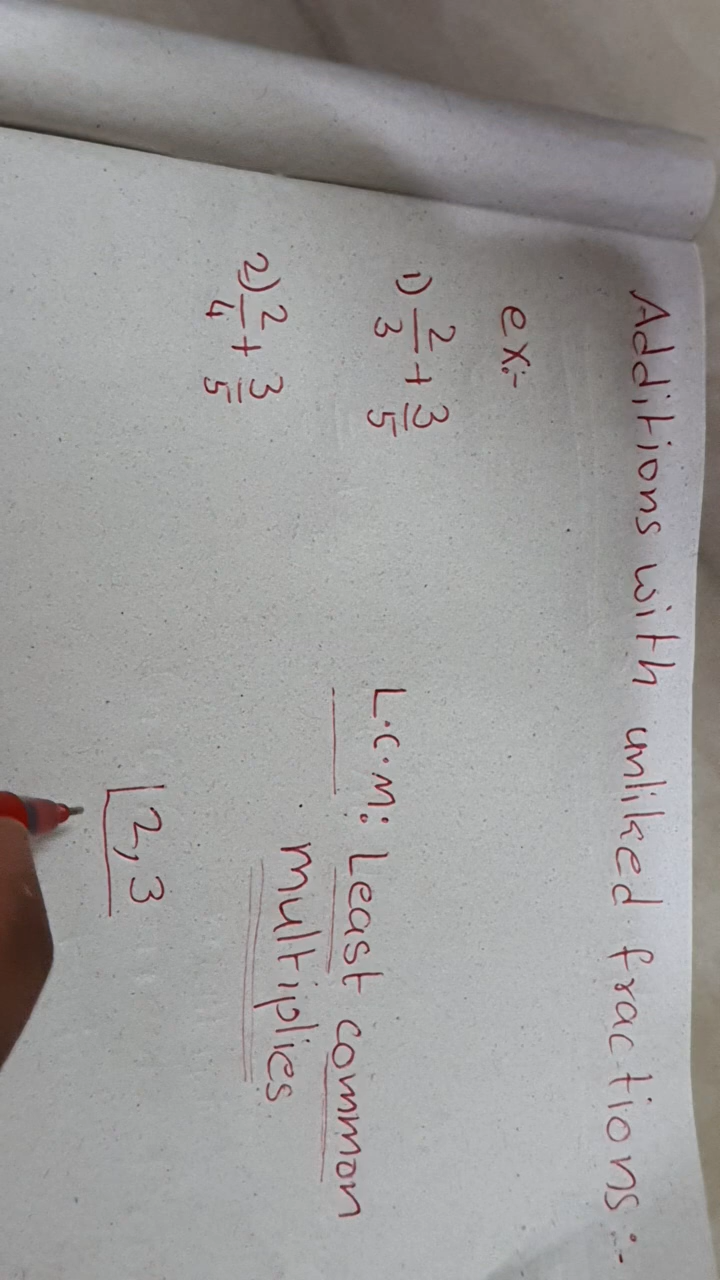 Additions with unliked fractions :-
ex:-
1) 2/3 + 3/5
L.C.M: Least common
multiplies
2) 2/4 + 3/5
2, 3